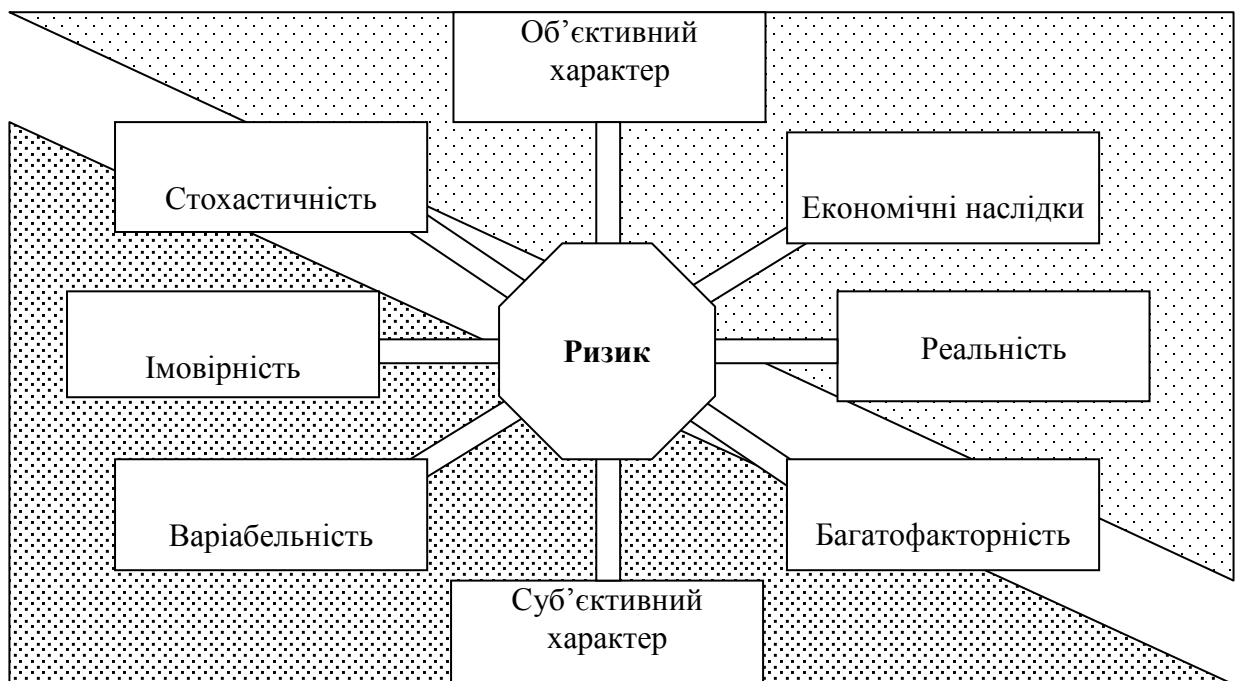 Об’єктивний
характер
Стохастичність
Економічні наслідки
Імовірність
Ризик
Реальність
Варіабельність
Багатофакторність
Суб’єктивний
характер